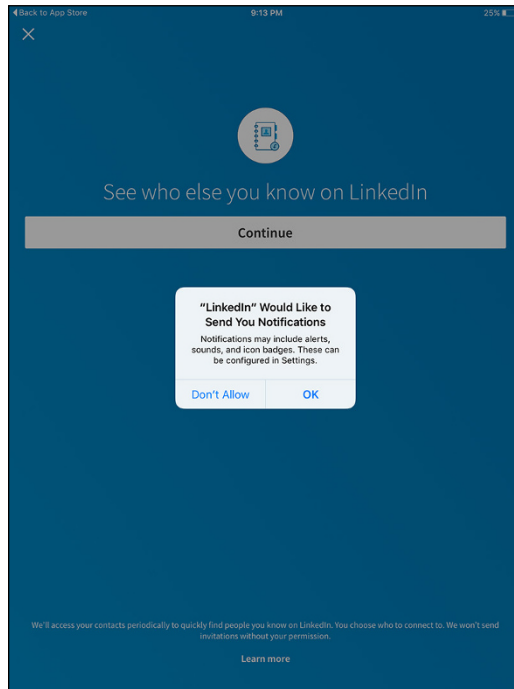 Back to App Store 9:13 PM 25%
See who else you know on LinkedIn
Continue
“LinkedIn” Would Like to
Send You Notifications
Notifications may include alerts,
sounds, and icon badges. These can
be configured in Settings.
Don’t Allow OK
We’ll access your contacts periodically to quickly find people you know on LinkedIn. You choose who to connect to. We won’t send
invitations without your permission.
Learn more